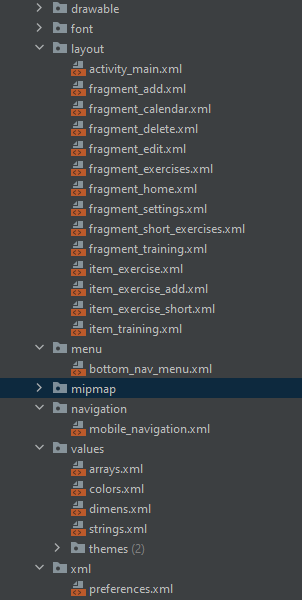 drawable
font
layout
activity_main.xml
fragment_add.xml
fragment_calendar.xml
fragment_delete.xml
fragment_edit.xml
fragment_exercises.xml
fragment_home.xml
fragment_settings.xml
fragment_short_exercises.xml
fragment_training.xml
item_exercise.xml
item_exercise_add.xml
item_exercise_short.xml
item_training.xml
menu
bottom_nav_menu.xml
mipmap
navigation
mobile_navigation.xml
values
arrays.xml
colors.xml
dimens.xml
strings.xml
themes (2)
xml
preferences.xml